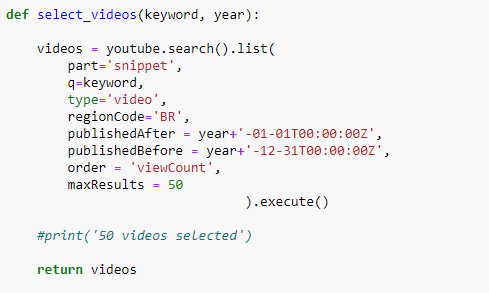 def select_videos(keyword, year):
    videos = youtube.search().list(
        part='snippet',
        q=keyword,
        type='video',
        regionCode='BR',
        publishedAfter = year+'-01-01T00:00:00Z',
        publishedBefore = year+'-12-31T00:00:00Z',
        order = 'viewCount',
        maxResults = 50
                                ).execute()
    #print('50 videos selected')
    return videos